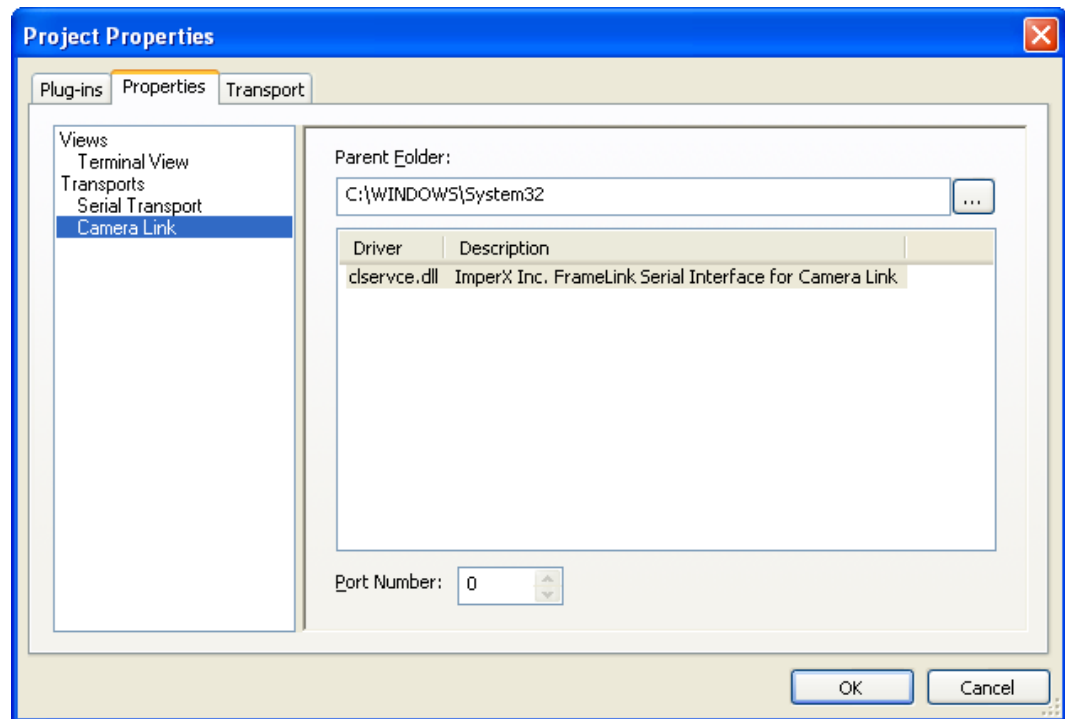 Project Properties
Plug-ins Properties Transport
Views
Terminal View
Transports
Serial Transport
Camera Link
Parent Folder:
C:\WINDOWS\System32
...
Driver Description
clservce.dll ImperX Inc. FrameLink Serial Interface for Camera Link
Port Number: 0
OK Cancel